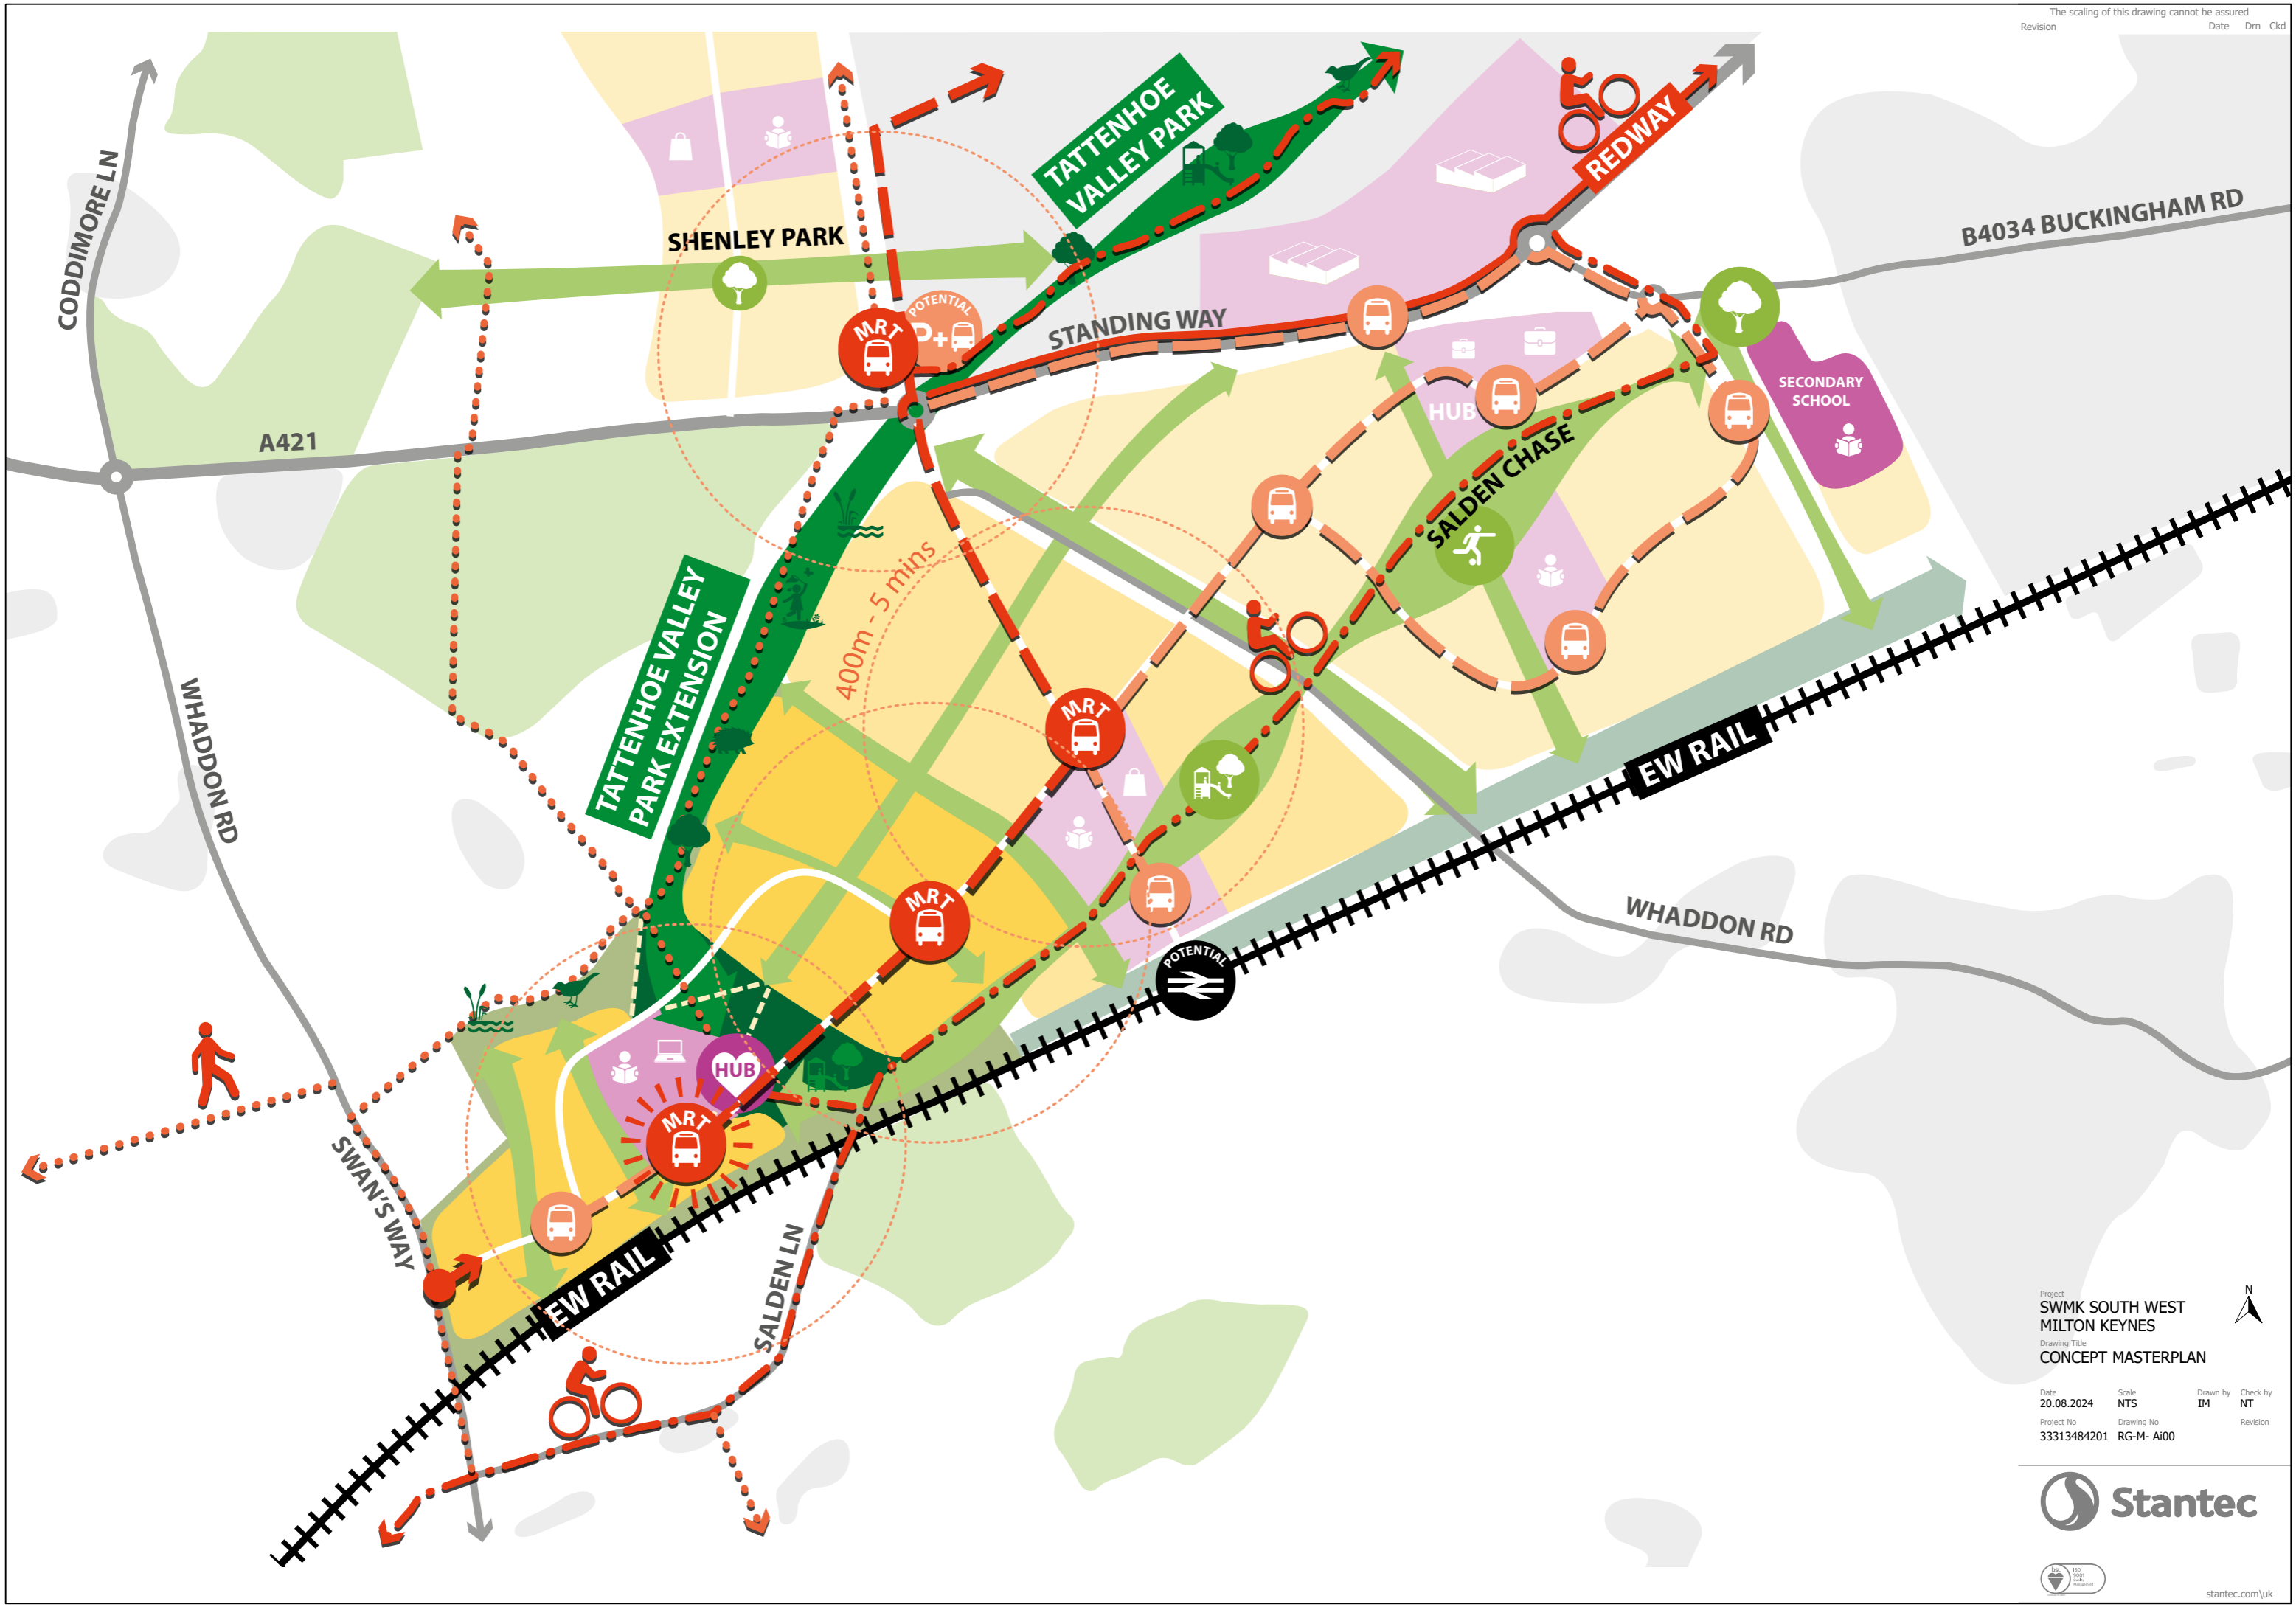 The scaling of this drawing cannot be assured
Revision Date Drn Ckd
CODDIMORE LN
TATTENHOE
VALLEY PARK
REDWAY
B4034 BUCKINGHAM RD
SHENLEY PARK
POTENTIAL
P+
MRT
STANDING WAY
A421
SECONDARY
SCHOOL
HUB
SALDEN CHASE
400m - 5 mins
TATTENHOE VALLEY
PARK EXTENSION
WHADDON RD
MRT
EW RAIL
MRT
WHADDON RD
POTENTIAL
HUB
MRT
SWAN'S WAY
EW RAIL
SALDEN LN
N
Project
SWMK SOUTH WEST
MILTON KEYNES
Drawing Title
CONCEPT MASTERPLAN
Date Scale Drawn by Check by
20.08.2024 NTS IM NT
Project No Drawing No Revision
33313484201 RG-M- Ai00
Stantec
bsi. ISO
9001
stantec.com\uk